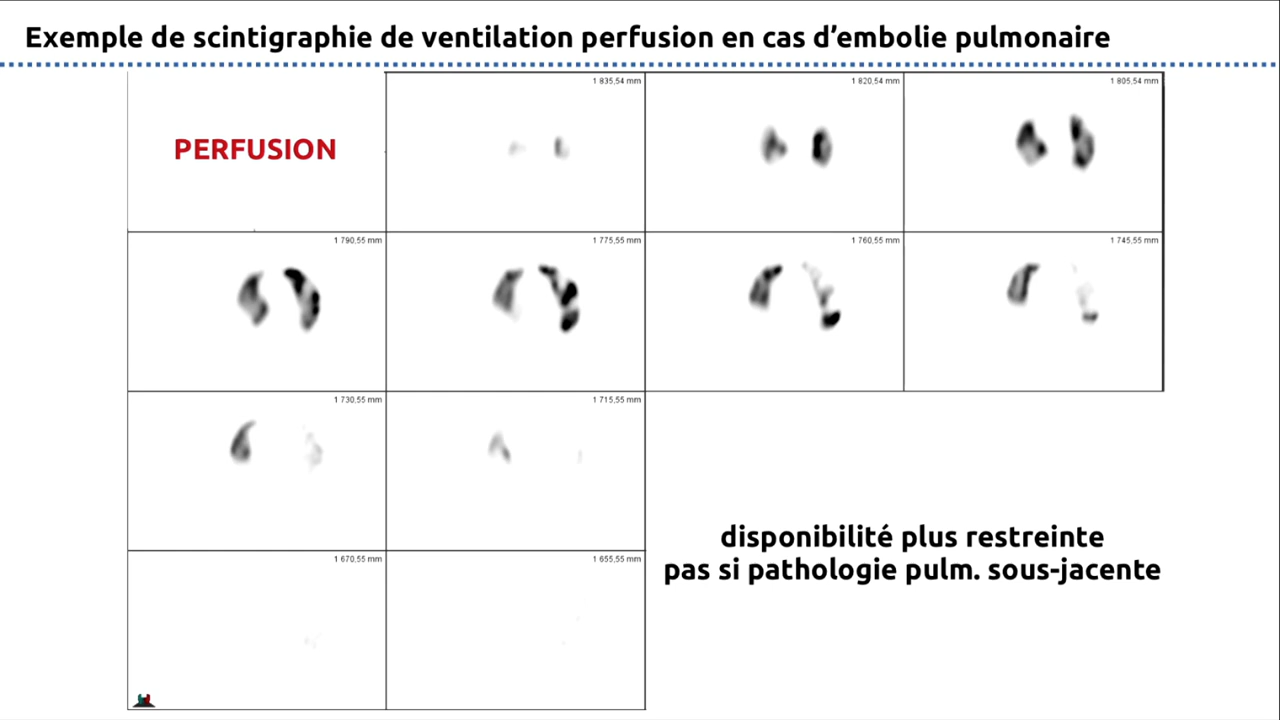 Exemple de scintigraphie de ventilation perfusion en cas d’embolie pulmonaire
PERFUSION
1 835,54 mm
1 820,54 mm
1 805,54 mm
1 790,55 mm
1 775,55 mm
1 760,55 mm
1 745,55 mm
1 730,55 mm
1 715,55 mm
disponibilité plus restreinte
pas si pathologie pulm. sous-jacente
1 670,55 mm
1 655,55 mm